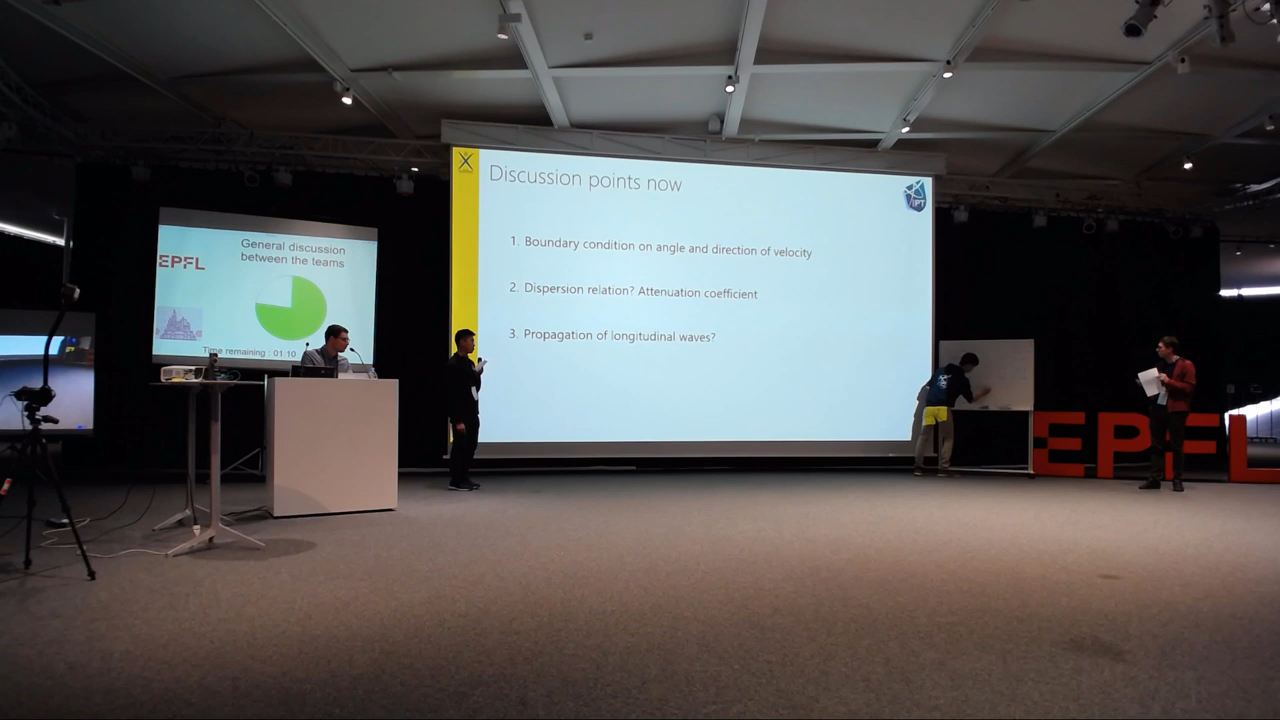 General discussion
between the teams
EPFL
Time remaining : 01:10
Discussion points now
IPT
1. Boundary condition on angle and direction of velocity
2. Dispersion relation? Attenuation coefficient
3. Propagation of longitudinal waves?
EPFL